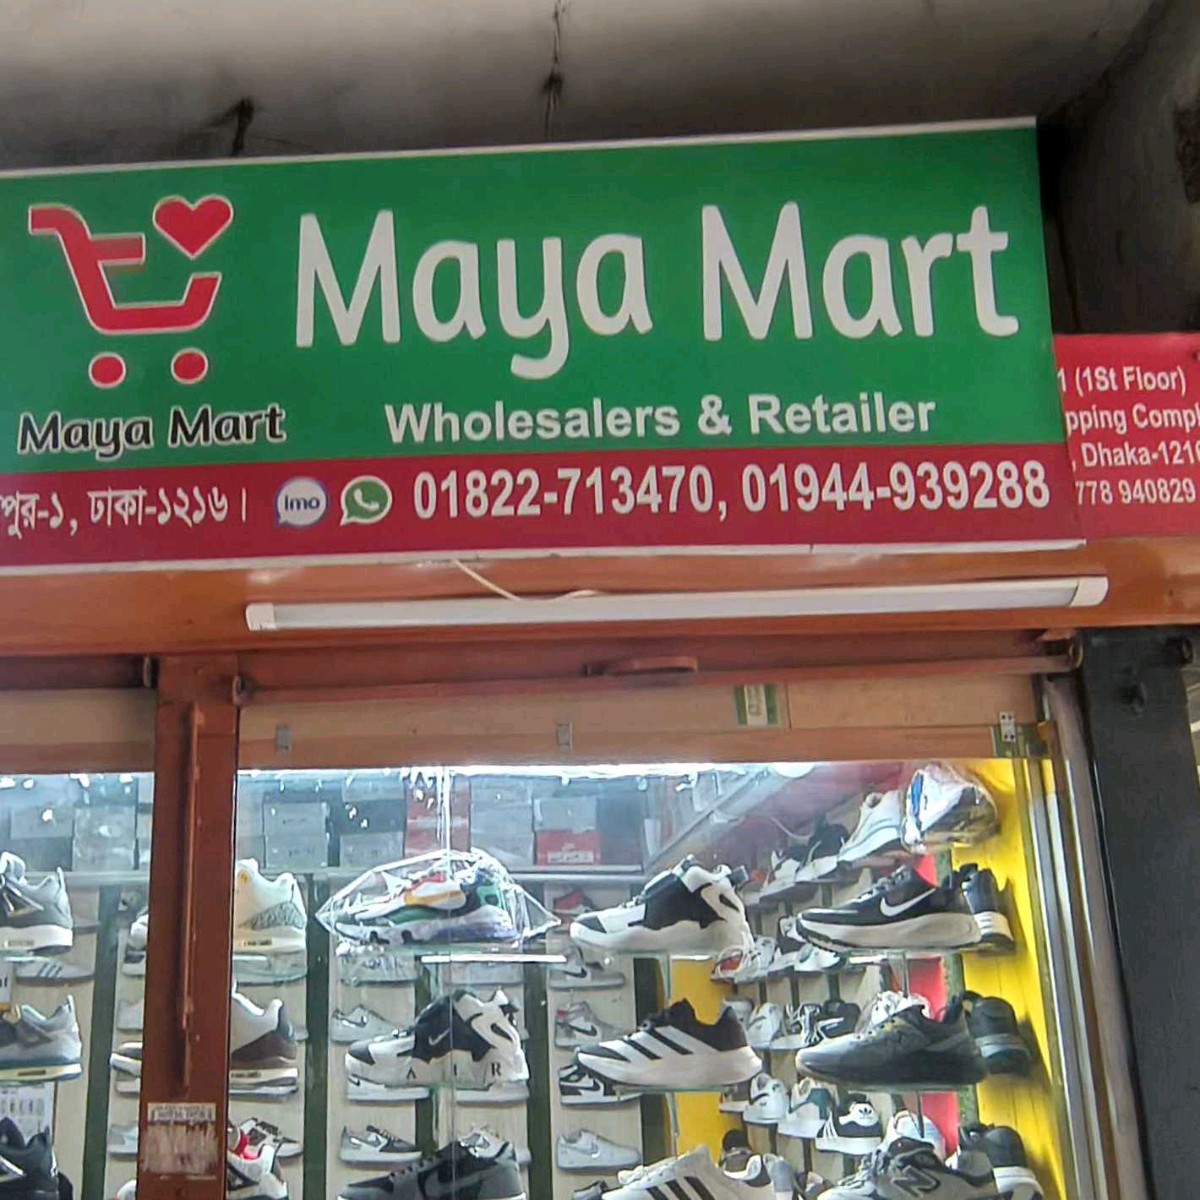 Maya Mart
Maya Mart
Wholesalers & Retailer
পুর-১, ঢাকা-১২১৬। imo 01822-713470, 01944-939288
1 (1St Floor)
pping Comp
, Dhaka-121
778 940829
A I R